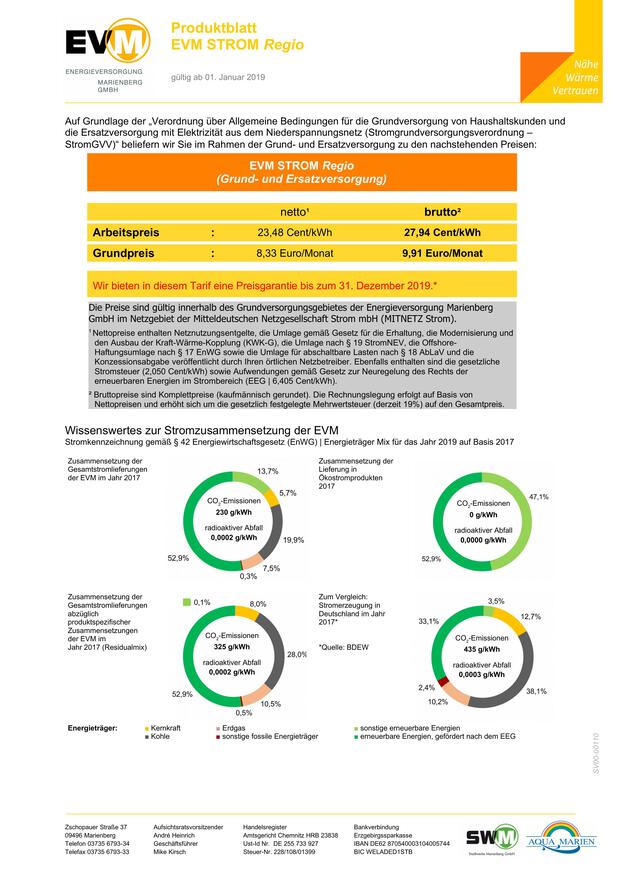 EVM
ENERGIEVERSORGUNG
MARIENBERG
GMBH
Produktblatt
EVM STROM Regio
gültig ab 01. Januar 2019
Nähe
Wärme
Vertrauen
Auf Grundlage der „Verordnung über Allgemeine Bedingungen für die Grundversorgung von Haushaltskunden und
die Ersatzversorgung mit Elektrizität aus dem Niederspannungsnetz (Stromgrundversorgungsverordnung –
StromGVV)“ beliefern wir Sie im Rahmen der Grund- und Ersatzversorgung zu den nachstehenden Preisen:
EVM STROM Regio
(Grund- und Ersatzversorgung)
netto¹ brutto²
Arbeitspreis : 23,48 Cent/kWh 27,94 Cent/kWh
Grundpreis : 8,33 Euro/Monat 9,91 Euro/Monat
Wir bieten in diesem Tarif eine Preisgarantie bis zum 31. Dezember 2019.*
Die Preise sind gültig innerhalb des Grundversorgungsgebietes der Energieversorgung Marienberg
GmbH im Netzgebiet der Mitteldeutschen Netzgesellschaft Strom mbH (MITNETZ Strom).
¹ Nettopreise enthalten Netznutzungsentgelte, die Umlage gemäß Gesetz für die Erhaltung, die Modernisierung und
den Ausbau der Kraft-Wärme-Kopplung (KWK-G), die Umlage nach § 19 StromNEV, die Offshore-
Haftungsumlage nach § 17 EnWG sowie die Umlage für abschaltbare Lasten nach § 18 AbLaV und die
Konzessionsabgabe veröffentlicht durch Ihren örtlichen Netzbetreiber. Ebenfalls enthalten sind die gesetzliche
Stromsteuer (2,050 Cent/kWh) sowie Aufwendungen gemäß Gesetz zur Neuregelung des Rechts der
erneuerbaren Energien im Strombereich (EEG | 6,405 Cent/kWh).
² Bruttopreise sind Komplettpreise (kaufmännisch gerundet). Die Rechnungslegung erfolgt auf Basis von
Nettopreisen und erhöht sich um die gesetzlich festgelegte Mehrwertsteuer (derzeit 19%) auf den Gesamtpreis.
Wissenswertes zur Stromzusammensetzung der EVM
Stromkennzeichnung gemäß § 42 Energiewirtschaftsgesetz (EnWG) | Energieträger Mix für das Jahr 2019 auf Basis 2017
Zusammensetzung der
Gesamtstromlieferungen
der EVM im Jahr 2017
13,7%
5,7%
19,9%
7,5%
0,3%
52,9%
CO₂-Emissionen
230 g/kWh
radioaktiver Abfall
0,0002 g/kWh
Zusammensetzung der
Lieferung in
Ökostromprodukten
2017
47,1%
52,9%
CO₂-Emissionen
0 g/kWh
radioaktiver Abfall
0,0000 g/kWh
Zusammensetzung der
Gesamtstromlieferungen
abzüglich
produktspezifischer
Zusammensetzungen
der EVM im
Jahr 2017 (Residualmix)
0,1%
8,0%
28,0%
10,5%
0,5%
52,9%
CO₂-Emissionen
325 g/kWh
radioaktiver Abfall
0,0002 g/kWh
Zum Vergleich:
Stromerzeugung in
Deutschland im Jahr
2017*
*Quelle: BDEW
3,5%
12,7%
38,1%
10,2%
2,4%
33,1%
CO₂-Emissionen
435 g/kWh
radioaktiver Abfall
0,0003 g/kWh
Energieträger: Kernkraft Erdgas sonstige erneuerbare Energien
Kohle sonstige fossile Energieträger erneuerbare Energien, gefördert nach dem EEG
SV00-00110
Zschopauer Straße 37
09496 Marienberg
Telefon 03735 6793-34
Telefax 03735 6793-33
Aufsichtsratsvorsitzender
André Heinrich
Geschäftsführer
Mike Kirsch
Handelsregister
Amtsgericht Chemnitz HRB 23838
Ust-Id Nr. DE 255 733 927
Steuer-Nr. 228/108/01399
Bankverbindung
Erzgebirgssparkasse
IBAN DE62 870540003104005744
BIC WELADED1STB
SWM
Stadtwerke Marienberg GmbH
AQUA MARIEN